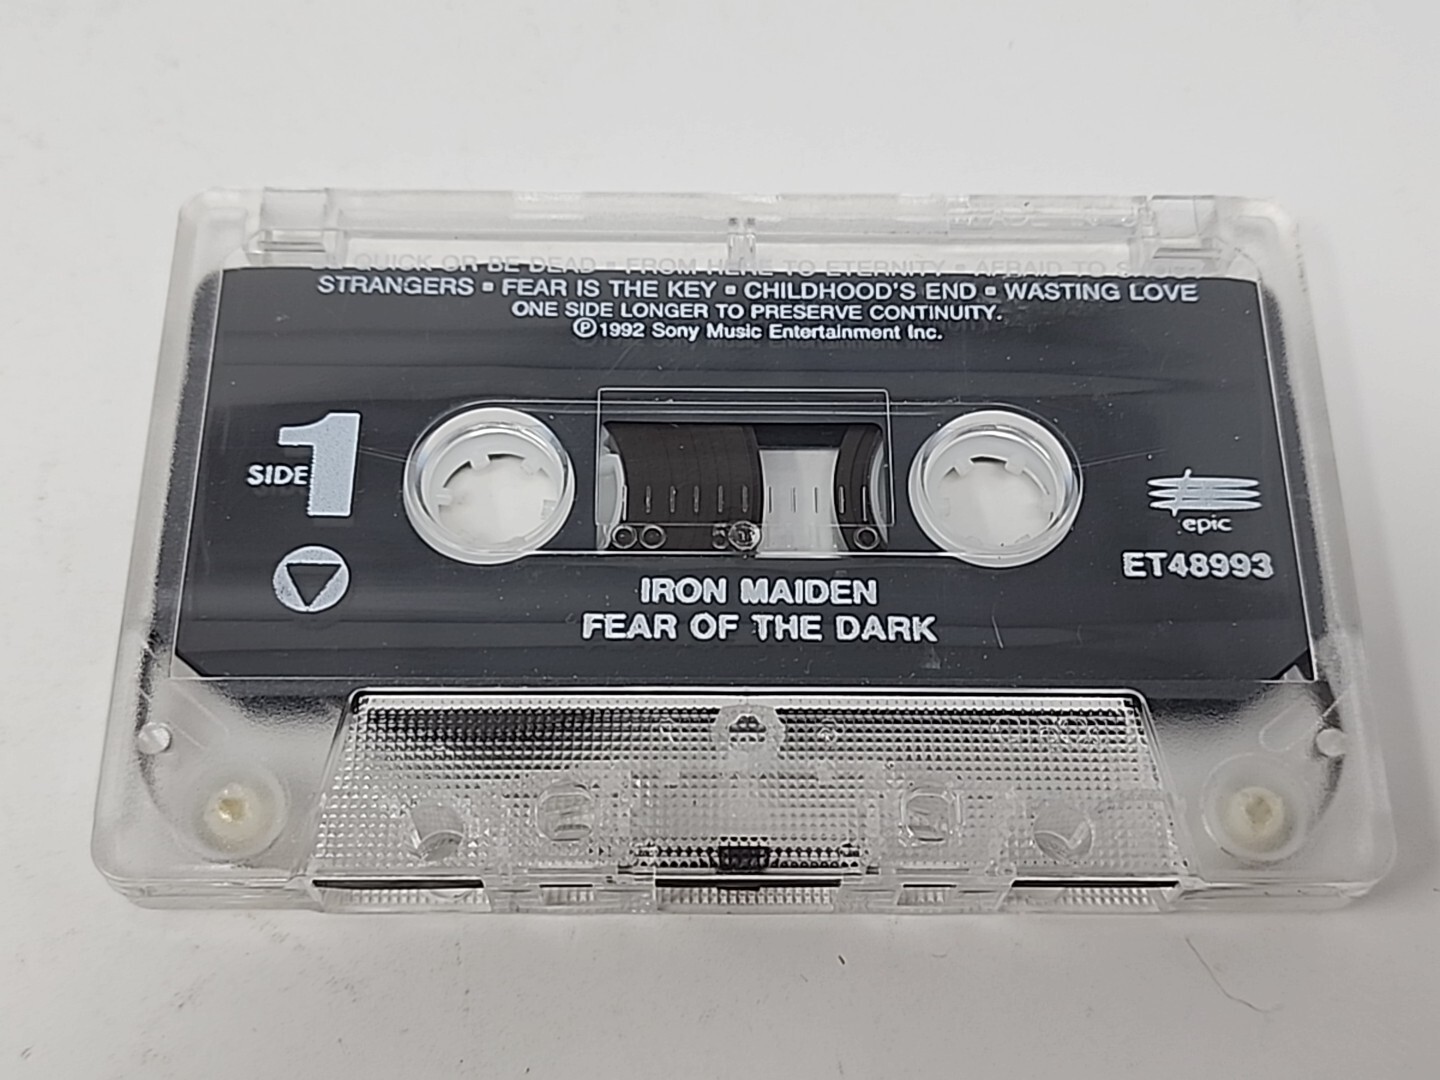 QUICK OR BE DEAD ▫ FROM HERE TO ETERNITY ▫ AFRAID TO SHOOT
STRANGERS ▫ FEAR IS THE KEY ▫ CHILDHOOD'S END ▫ WASTING LOVE
ONE SIDE LONGER TO PRESERVE CONTINUITY.
℗1992 Sony Music Entertainment Inc.
SIDE 1
epic
ET48993
IRON MAIDEN
FEAR OF THE DARK